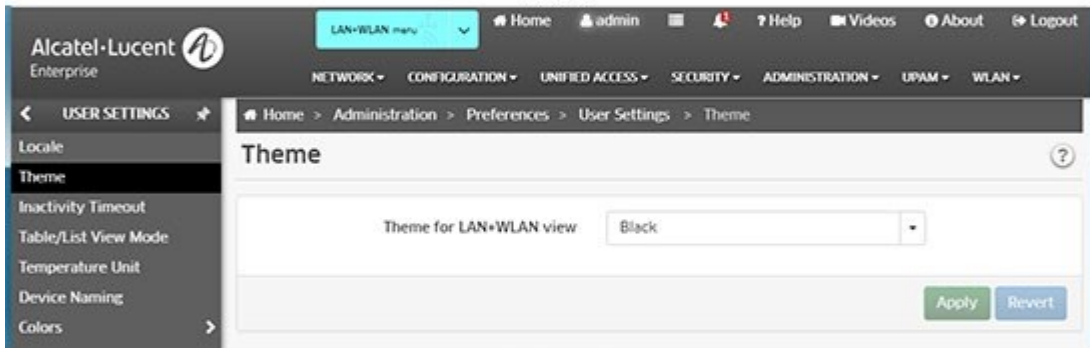 Alcatel·Lucent
Enterprise
LAN+WLAN menu
Home admin ? Help Videos About Logout
NETWORK CONFIGURATION UNIFIED ACCESS SECURITY ADMINISTRATION UPAM WLAN
USER SETTINGS
Home > Administration > Preferences > User Settings > Theme
Locale
Theme
Inactivity Timeout
Table/List View Mode
Temperature Unit
Device Naming
Colors
Theme
?
Theme for LAN+WLAN view Black
Apply Revert